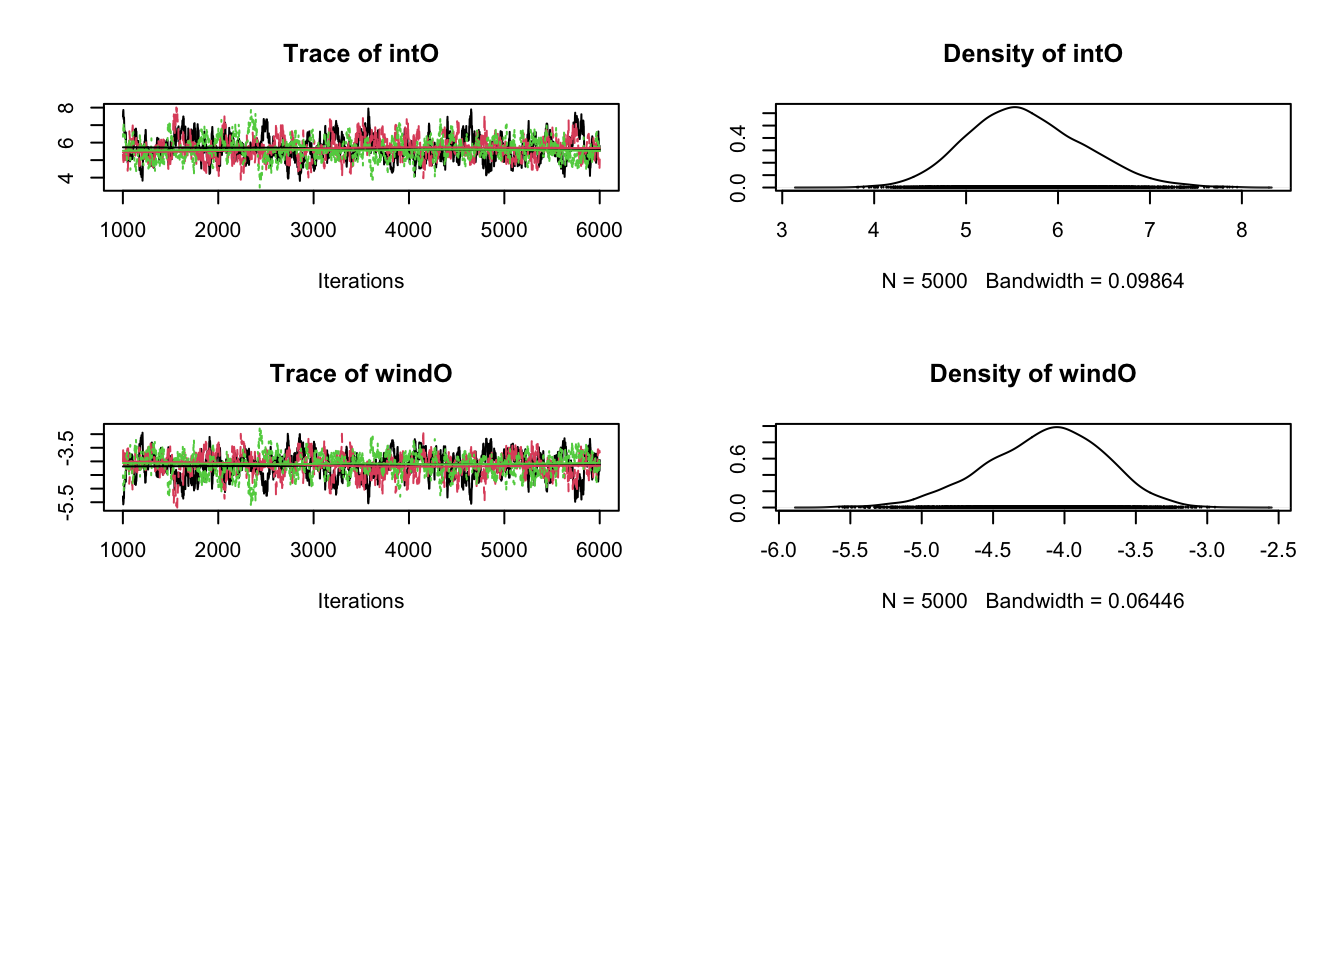 Trace of intO
8
6
4
1000 2000 3000 4000 5000 6000
Iterations
Density of intO
0.4
0.0
3 4 5 6 7 8
N = 5000 Bandwidth = 0.09864
Trace of windO
-3.5
-5.5
1000 2000 3000 4000 5000 6000
Iterations
Density of windO
0.6
0.0
-6.0 -5.5 -5.0 -4.5 -4.0 -3.5 -3.0 -2.5
N = 5000 Bandwidth = 0.06446